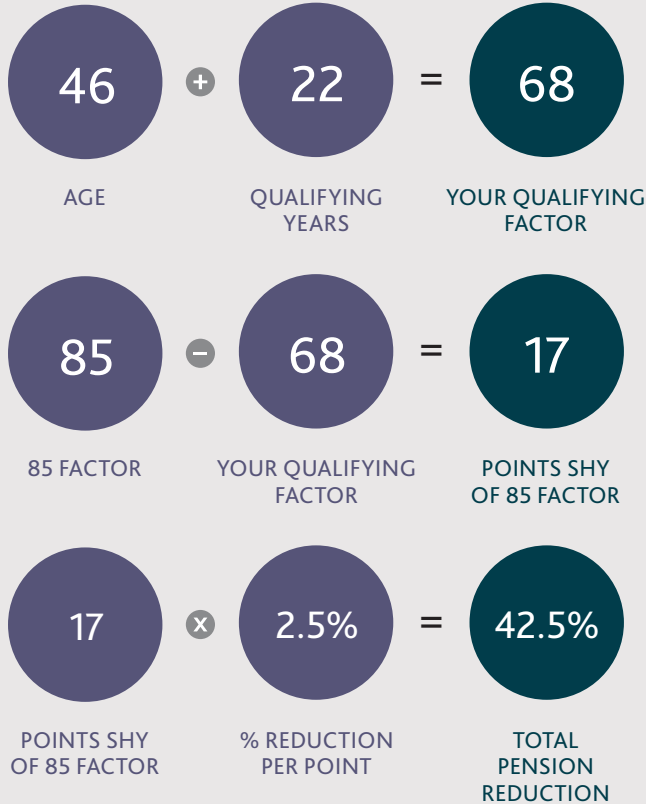 46 + 22 = 68
AGE
QUALIFYING
YEARS
YOUR QUALIFYING
FACTOR
85 − 68 = 17
85 FACTOR
YOUR QUALIFYING
FACTOR
POINTS SHY
OF 85 FACTOR
17 x 2.5% = 42.5%
POINTS SHY
OF 85 FACTOR
% REDUCTION
PER POINT
TOTAL
PENSION
REDUCTION